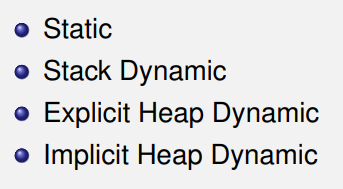 Static
Stack Dynamic
Explicit Heap Dynamic
Implicit Heap Dynamic